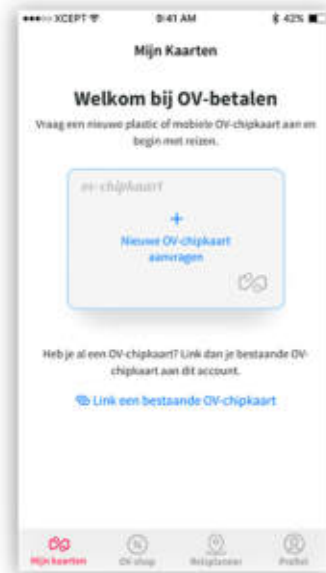 XCEPT 9:41 AM 42%
Mijn Kaarten
Welkom bij OV-betalen
Vraag een nieuwe plastic of mobiele OV-chipkaart aan en
begin met reizen.
ov-chipkaart
+
Nieuwe OV-chipkaart
aanvragen
Heb je al een OV-chipkaart? Link dan je bestaande OV-
chipkaart aan dit account.
Link een bestaande OV-chipkaart
Mijn kaarten OV shop Reisplanner Profiel